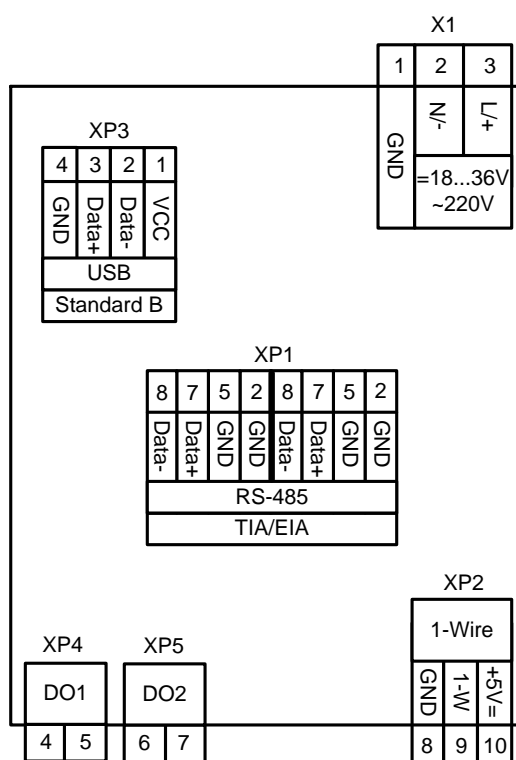 X1
1 2 3
GND N/- L/+
=18...36V
~220V
XP3
4 3 2 1
GND Data+ Data- VCC
USB
Standard B
XP1
8 7 5 2 8 7 5 2
Data- Data+ GND GND Data- Data+ GND GND
RS-485
TIA/EIA
XP2
1-Wire
GND 1-W +5V=
8 9 10
XP4
DO1
4 5
XP5
DO2
6 7